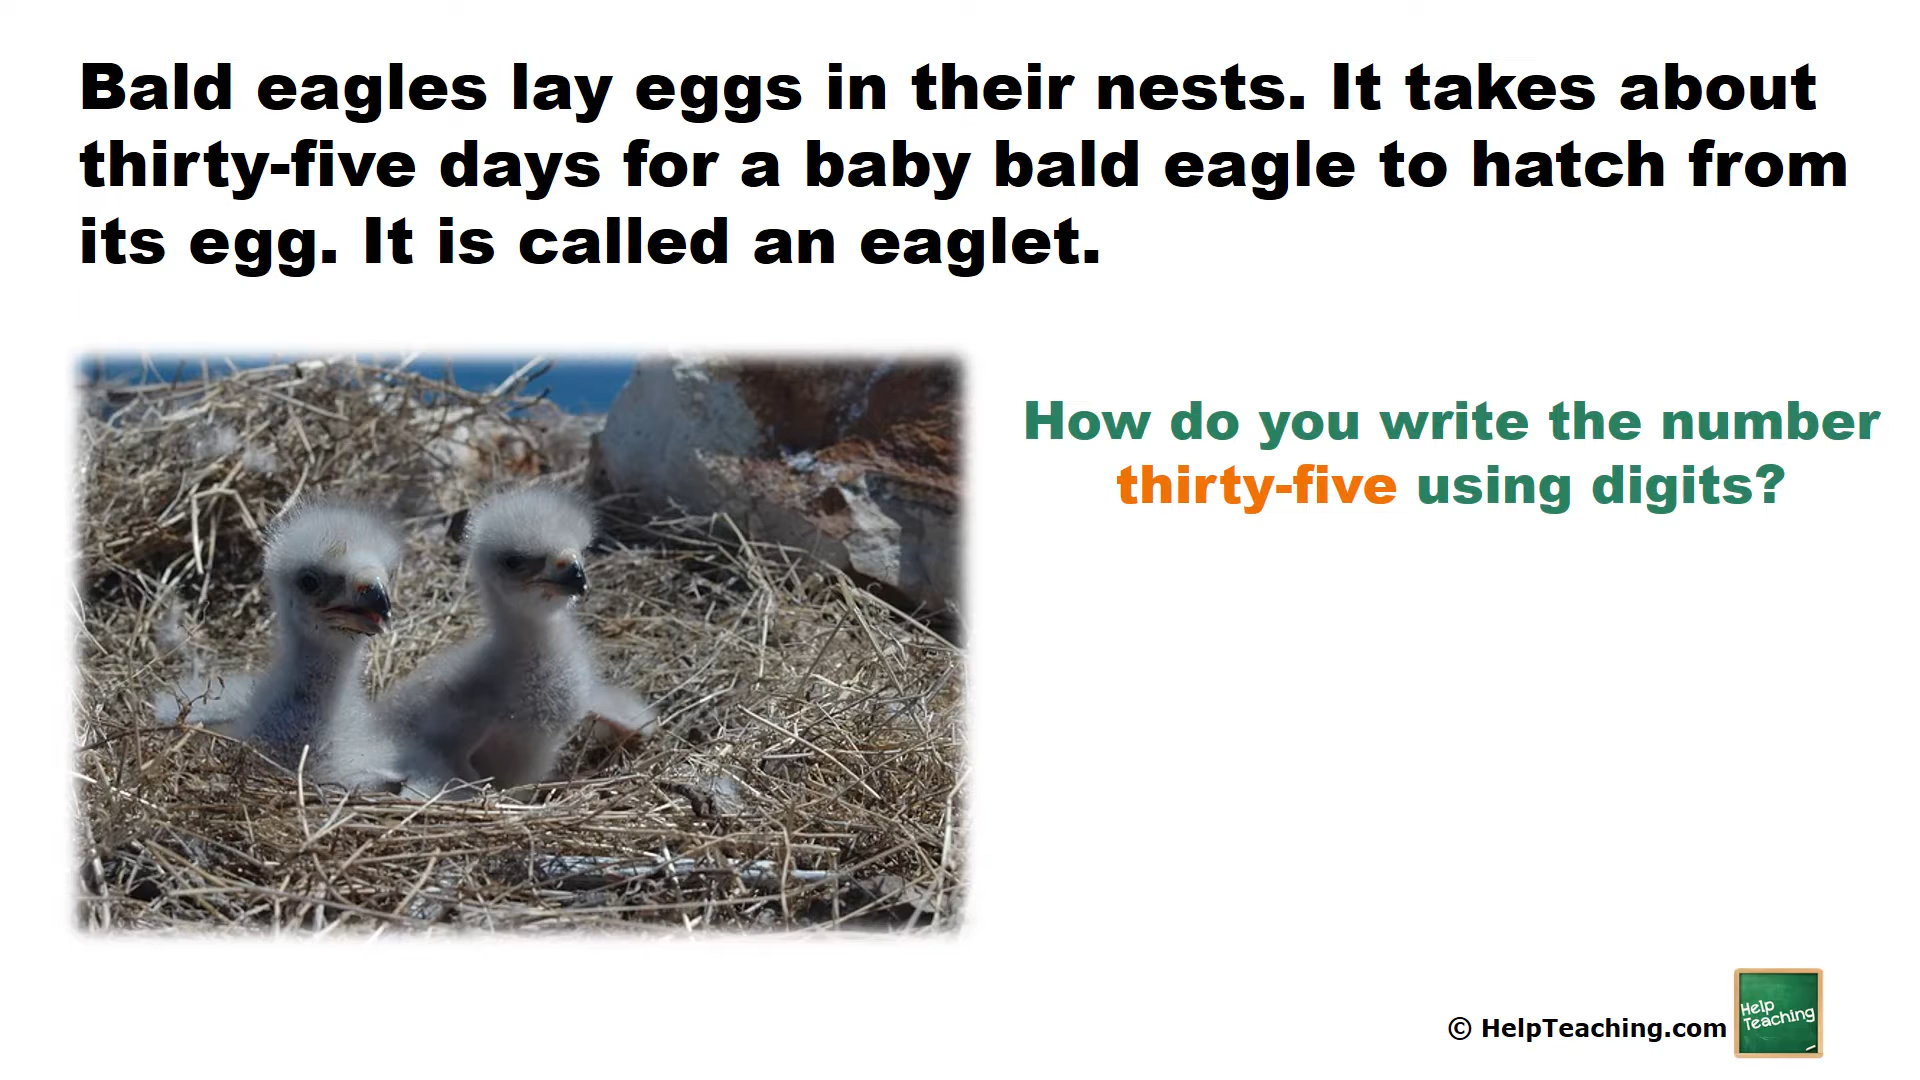 Bald eagles lay eggs in their nests. It takes about
thirty-five days for a baby bald eagle to hatch from
its egg. It is called an eaglet.
How do you write the number
thirty-five using digits?
© HelpTeaching.com
Help
Teaching